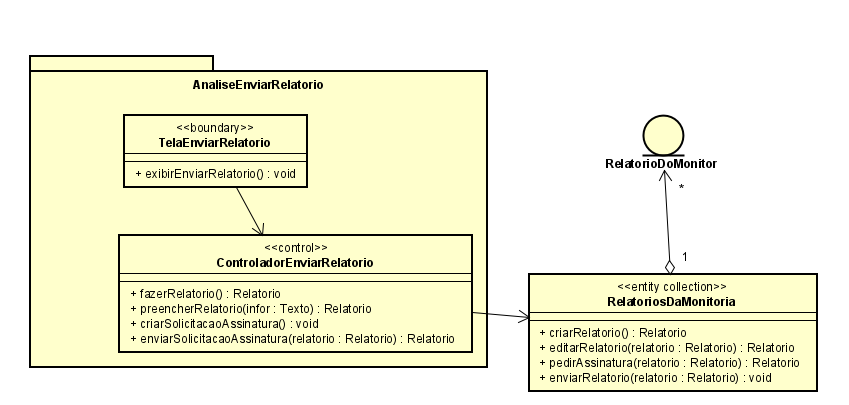 AnaliseEnviarRelatorio
<<boundary>>
TelaEnviarRelatorio
+ exibirEnviarRelatorio() : void
<<control>>
ControladorEnviarRelatorio
+ fazerRelatorio() : Relatorio
+ preencherRelatorio(infor : Texto) : Relatorio
+ criarSolicitacaoAssinatura() : void
+ enviarSolicitacaoAssinatura(relatorio : Relatorio) : Relatorio
RelatorioDoMonitor
*
1
<<entity collection>>
RelatoriosDaMonitoria
+ criarRelatorio() : Relatorio
+ editarRelatorio(relatorio : Relatorio) : Relatorio
+ pedirAssinatura(relatorio : Relatorio) : Relatorio
+ enviarRelatorio(relatorio : Relatorio) : void